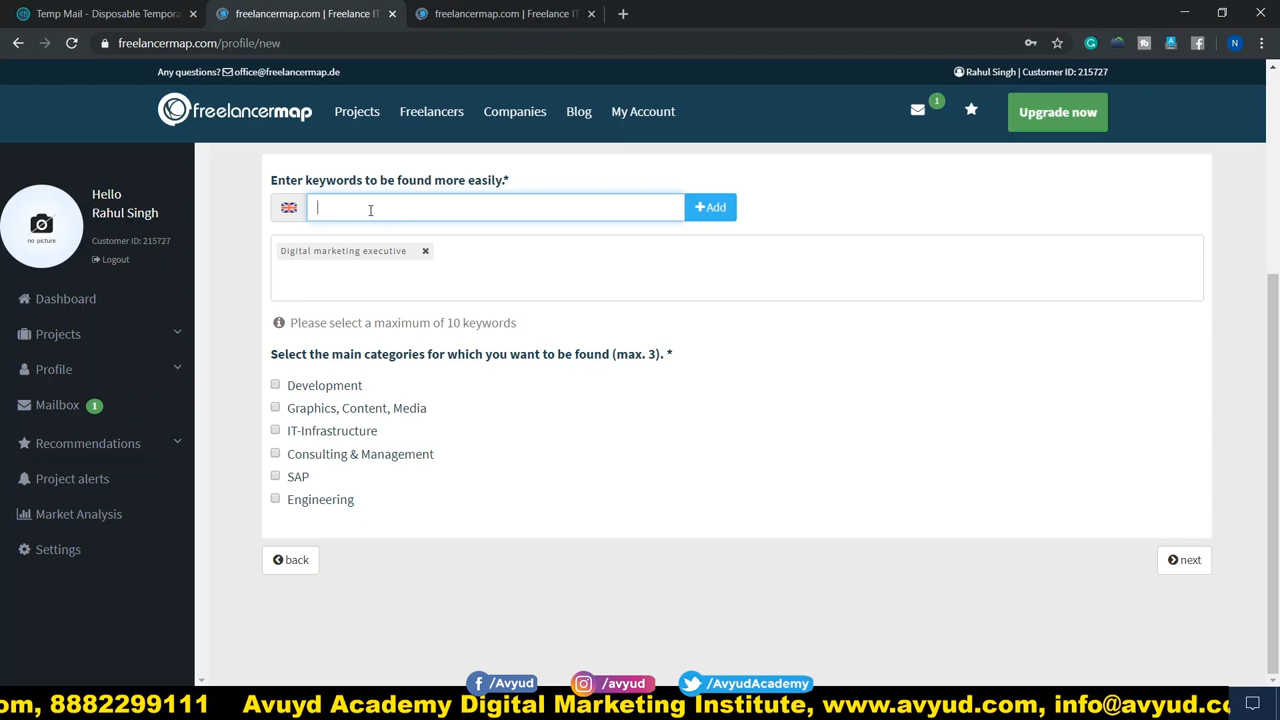 Temp Mail - Disposable Tempora
freelancermap.com | Freelance IT
freelancermap.com | Freelance IT
freelancermap.com/profile/new
Any questions? office@freelancermap.de
Rahul Singh | Customer ID: 215727
freelancermap
Projects
Freelancers
Companies
Blog
My Account
1
Upgrade now
no picture
Hello
Rahul Singh
Customer ID: 215727
Logout
Dashboard
Projects
Profile
Mailbox 1
Recommendations
Project alerts
Market Analysis
Settings
Enter keywords to be found more easily.*
Add
Digital marketing executive
Please select a maximum of 10 keywords
Select the main categories for which you want to be found (max. 3). *
Development
Graphics, Content, Media
IT-Infrastructure
Consulting & Management
SAP
Engineering
back
next
/Avyud
/avyud
/AvyudAcademy
om, 8882299111 Avuyd Academy Digital Marketing Institute, www.avyud.com, info@avyud.co